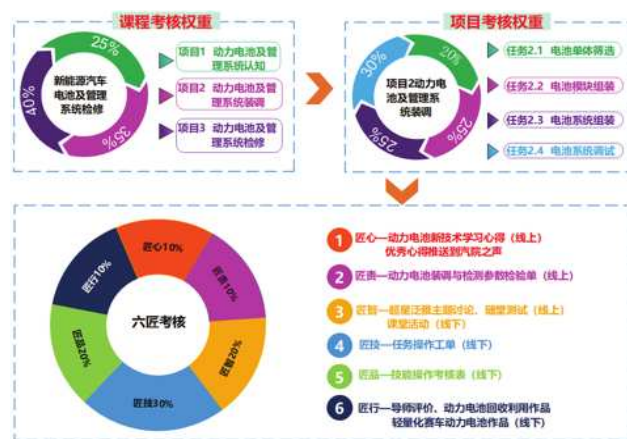 课程考核权重
25%
35%
40%
新能源汽车
电池及管理
系统检修
项目1 动力电池及管
理系统认知
项目2 动力电池及管
理系统装调
项目3 动力电池及管
理系统检修
项目考核权重
20%
25%
25%
30%
项目2动力电
池及管理系
统装调
任务2.1 电池单体筛选
任务2.2 电池模块组装
任务2.3 电池系统组装
任务2.4 电池系统调试
匠心10%
匠责10%
匠智20%
匠技30%
匠品20%
匠行10%
六匠考核
1 匠心—动力电池新技术学习心得（线上）
优秀心得推送到汽院之声
2 匠责—动力电池装调与检测参数检验单（线上）
3 匠智—超星泛雅主题讨论、随堂测试（线上）
课堂活动（线下）
4 匠技—任务操作工单（线下）
5 匠品—技能操作考核表（线下）
6 匠行—导师评价、动力电池回收利用作品
轻量化赛车动力电池作品（线下）